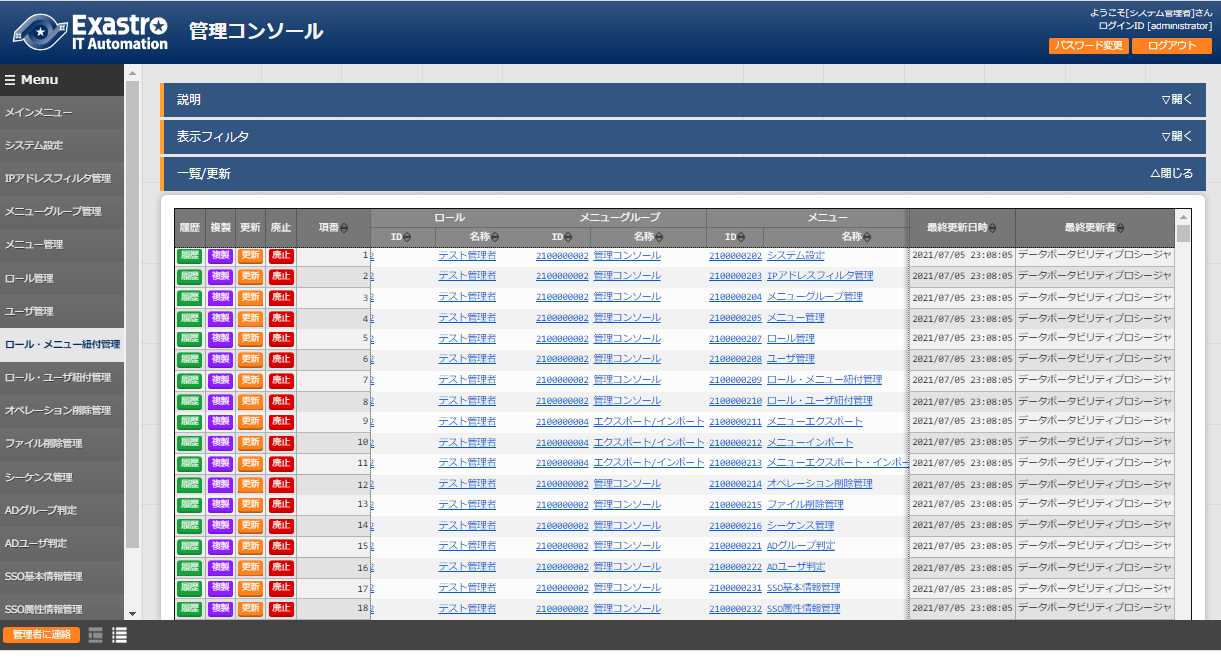 Exastro
IT Automation
管理コンソール
ようこそ[システム管理者]さん
ログインID [administrator]
パスワード変更 ログアウト
Menu
メインメニュー
システム設定
IPアドレスフィルタ管理
メニューグループ管理
メニュー管理
ロール管理
ユーザ管理
ロール・メニュー紐付管理
ロール・ユーザ紐付管理
オペレーション削除管理
ファイル削除管理
シーケンス管理
ADグループ判定
ADユーザ判定
SSO基本情報管理
SSO属性情報管理
説明 ▽開く
表示フィルタ ▽開く
一覧/更新 △閉じる
履歴 複製 更新 廃止 項番 ロール メニューグループ メニュー 最終更新日時 最終更新者
ID 名称 ID 名称 ID 名称
履歴 複製 更新 廃止 1 2 テスト管理者 2100000002 管理コンソール 2100000202 システム設定 2021/07/05 23:08:05 データポータビリティプロシージャ
履歴 複製 更新 廃止 2 2 テスト管理者 2100000002 管理コンソール 2100000203 IPアドレスフィルタ管理 2021/07/05 23:08:05 データポータビリティプロシージャ
履歴 複製 更新 廃止 3 2 テスト管理者 2100000002 管理コンソール 2100000204 メニューグループ管理 2021/07/05 23:08:05 データポータビリティプロシージャ
履歴 複製 更新 廃止 4 2 テスト管理者 2100000002 管理コンソール 2100000205 メニュー管理 2021/07/05 23:08:05 データポータビリティプロシージャ
履歴 複製 更新 廃止 5 2 テスト管理者 2100000002 管理コンソール 2100000207 ロール管理 2021/07/05 23:08:05 データポータビリティプロシージャ
履歴 複製 更新 廃止 6 2 テスト管理者 2100000002 管理コンソール 2100000208 ユーザ管理 2021/07/05 23:08:05 データポータビリティプロシージャ
履歴 複製 更新 廃止 7 2 テスト管理者 2100000002 管理コンソール 2100000209 ロール・メニュー紐付管理 2021/07/05 23:08:05 データポータビリティプロシージャ
履歴 複製 更新 廃止 8 2 テスト管理者 2100000002 管理コンソール 2100000210 ロール・ユーザ紐付管理 2021/07/05 23:08:05 データポータビリティプロシージャ
履歴 複製 更新 廃止 9 2 テスト管理者 2100000004 エクスポート/インポート 2100000211 メニューエクスポート 2021/07/05 23:08:05 データポータビリティプロシージャ
履歴 複製 更新 廃止 10 2 テスト管理者 2100000004 エクスポート/インポート 2100000212 メニューインポート 2021/07/05 23:08:05 データポータビリティプロシージャ
履歴 複製 更新 廃止 11 2 テスト管理者 2100000004 エクスポート/インポート 2100000213 メニューエクスポート・インポー 2021/07/05 23:08:05 データポータビリティプロシージャ
履歴 複製 更新 廃止 12 2 テスト管理者 2100000002 管理コンソール 2100000214 オペレーション削除管理 2021/07/05 23:08:05 データポータビリティプロシージャ
履歴 複製 更新 廃止 13 2 テスト管理者 2100000002 管理コンソール 2100000215 ファイル削除管理 2021/07/05 23:08:05 データポータビリティプロシージャ
履歴 複製 更新 廃止 14 2 テスト管理者 2100000002 管理コンソール 2100000216 シーケンス管理 2021/07/05 23:08:05 データポータビリティプロシージャ
履歴 複製 更新 廃止 15 2 テスト管理者 2100000002 管理コンソール 2100000221 ADグループ判定 2021/07/05 23:08:05 データポータビリティプロシージャ
履歴 複製 更新 廃止 16 2 テスト管理者 2100000002 管理コンソール 2100000222 ADユーザ判定 2021/07/05 23:08:05 データポータビリティプロシージャ
履歴 複製 更新 廃止 17 2 テスト管理者 2100000002 管理コンソール 2100000231 SSO基本情報管理 2021/07/05 23:08:05 データポータビリティプロシージャ
履歴 複製 更新 廃止 18 2 テスト管理者 2100000002 管理コンソール 2100000232 SSO属性情報管理 2021/07/05 23:08:05 データポータビリティプロシージャ
管理者に連絡